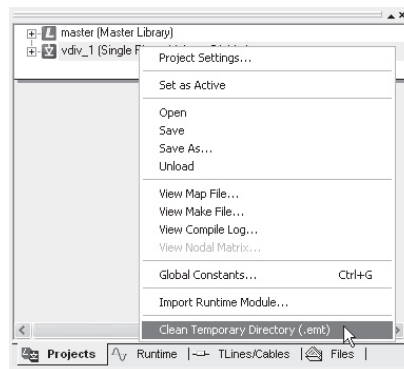 master (Master Library)
vdiv_1 (Single
Project Settings...
Set as Active
Open
Save
Save As...
Unload
View Map File...
View Make File...
View Compile Log...
View Nodal Matrix...
Global Constants... Ctrl+G
Import Runtime Module...
Clean Temporary Directory (.emt)
Projects Runtime TLines/Cables Files